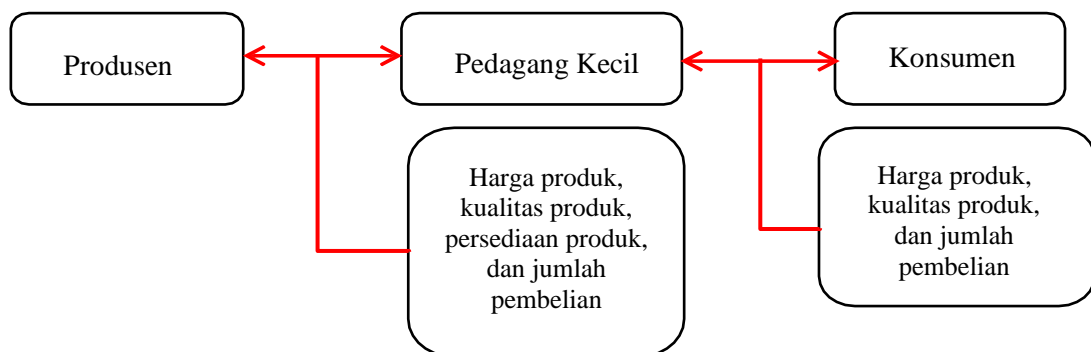 Produsen
Pedagang Kecil
Konsumen
Harga produk,
kualitas produk,
persediaan produk,
dan jumlah
pembelian
Harga produk,
kualitas produk,
dan jumlah
pembelian